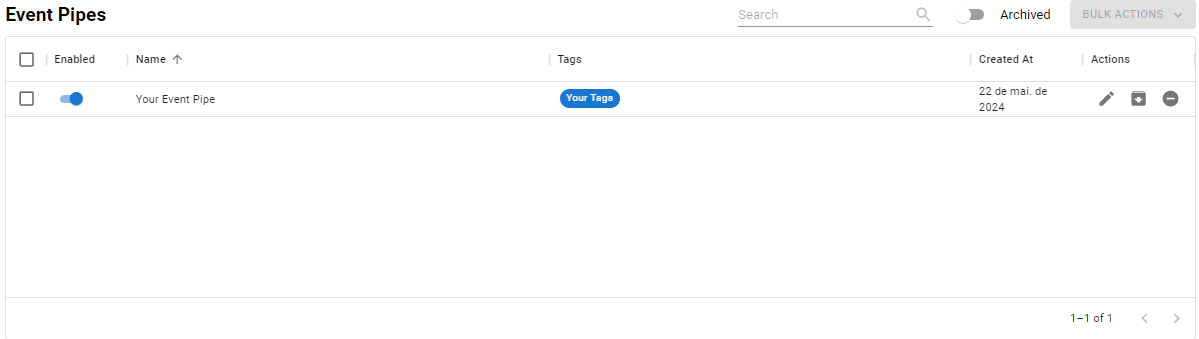 Event Pipes
Search
Archived
BULK ACTIONS
Enabled
Name
Tags
Created At
Actions
Your Event Pipe
Your Tags
22 de mai. de
2024
1–1 of 1